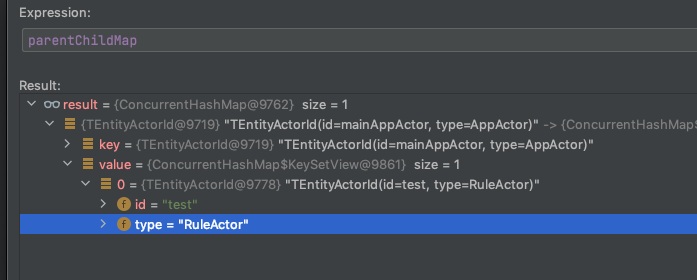 Expression:
parentChildMap
Result:
result = {ConcurrentHashMap@9762} size = 1
{TEntityActorId@9719} "TEntityActorId(id=mainAppActor, type=AppActor)" -> {ConcurrentHashMap$
key = {TEntityActorId@9719} "TEntityActorId(id=mainAppActor, type=AppActor)"
value = {ConcurrentHashMap$KeySetView@9861} size = 1
0 = {TEntityActorId@9778} "TEntityActorId(id=test, type=RuleActor)"
f id = "test"
f type = "RuleActor"